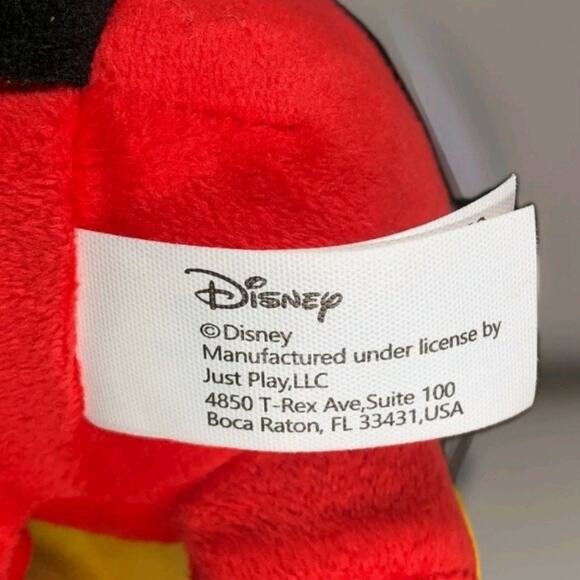 Disney
©Disney
Manufactured under license by
Just Play,LLC
4850 T-Rex Ave,Suite 100
Boca Raton, FL 33431,USA